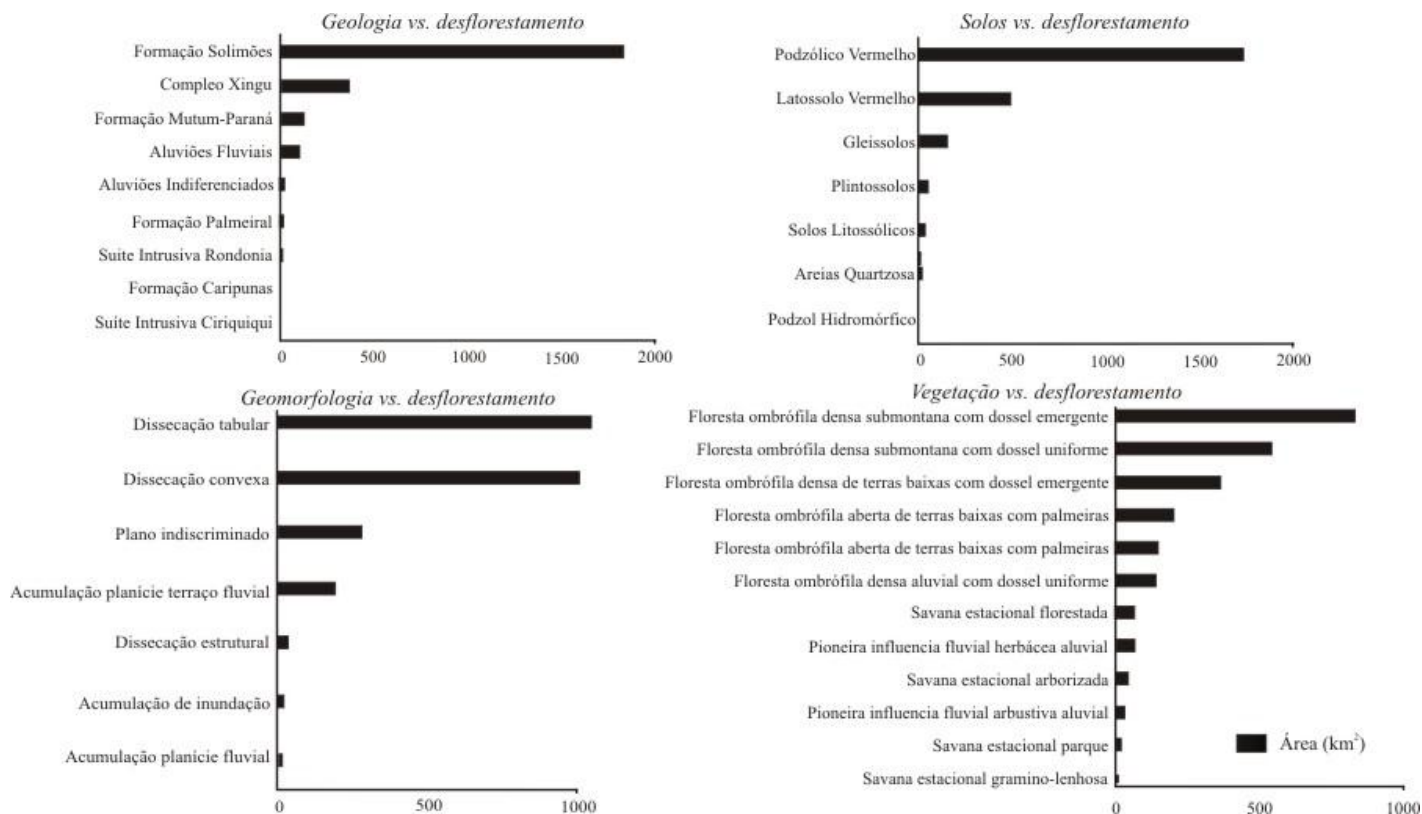 Geologia vs. desflorestamento
Formação Solimões
Compleo Xingu
Formação Mutum-Paraná
Aluviões Fluviais
Aluviões Indiferenciados
Formação Palmeiral
Suite Intrusiva Rondonia
Formação Caripunas
Suite Intrusiva Ciriquiqui
0 500 1000 1500 2000
Solos vs. desflorestamento
Podzólico Vermelho
Latossolo Vermelho
Gleissolos
Plintossolos
Solos Litossólicos
Areias Quartzosa
Podzol Hidromórfico
0 500 1000 1500 2000
Geomorfologia vs. desflorestamento
Dissecação tabular
Dissecação convexa
Plano indiscriminado
Acumulação planície terraço fluvial
Dissecação estrutural
Acumulação de inundação
Acumulação planície fluvial
0 500 1000
Vegetação vs. desflorestamento
Floresta ombrófila densa submontana com dossel emergente
Floresta ombrófila densa submontana com dossel uniforme
Floresta ombrófila densa de terras baixas com dossel emergente
Floresta ombrófila aberta de terras baixas com palmeiras
Floresta ombrófila aberta de terras baixas com palmeiras
Floresta ombrófila densa aluvial com dossel uniforme
Savana estacional florestada
Pioneira influencia fluvial herbácea aluvial
Savana estacional arborizada
Pioneira influencia fluvial arbustiva aluvial
Savana estacional parque
Savana estacional gramino-lenhosa
0 500 1000
Área (km²)